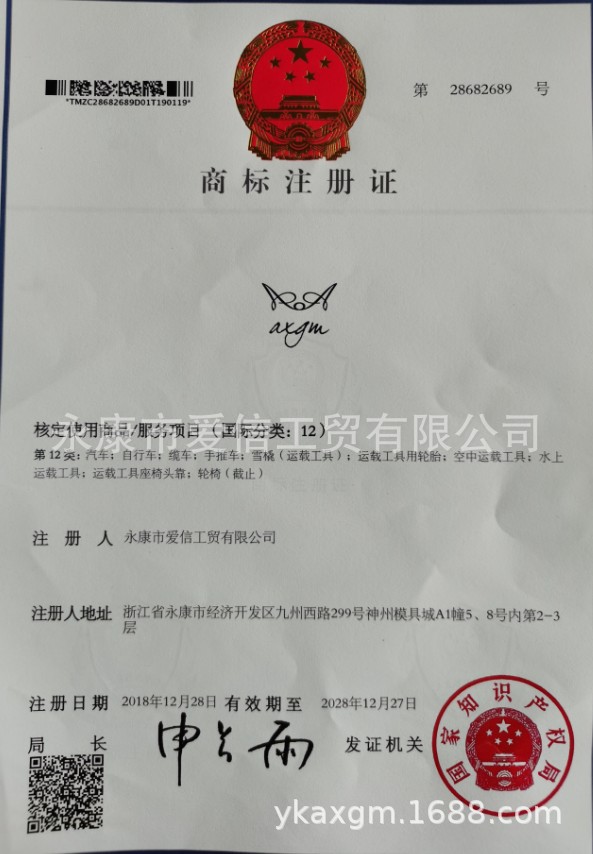 *TMZC28682689D01T190119*
第 28682689 号
商标注册证
axgm
永康市爱信工贸有限公司
核定使用商品/服务项目（国际分类：12）
第12类：汽车；自行车；缆车；手推车；雪橇（运载工具）；运载工具用轮胎；空中运载工具；水上
运载工具；运载工具座椅头靠；轮椅（截止）
注册人 永康市爱信工贸有限公司
注册人地址 浙江省永康市经济开发区九州西路299号神州模具城A1幢5、8号内第2-3
层
注册日期 2018年12月28日 有效期至 2028年12月27日
局长 申长雨 发证机关
国家知识产权局
ykaxgm.1688.com